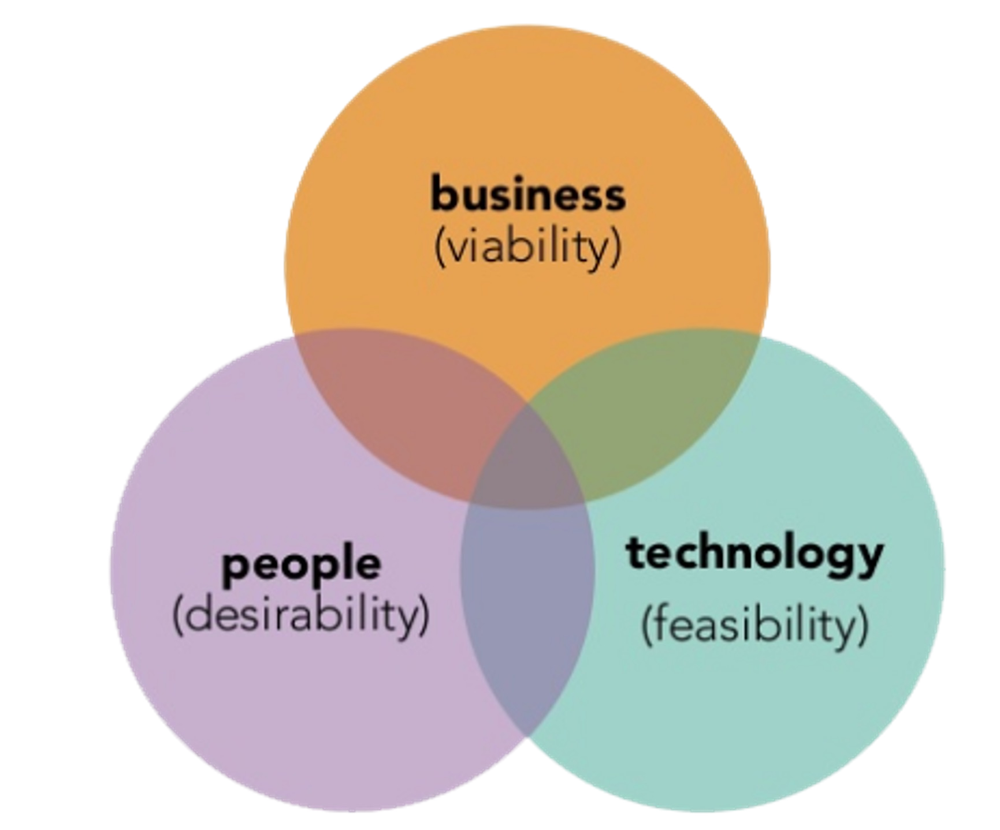 business
(viability)
people
(desirability)
technology
(feasibility)